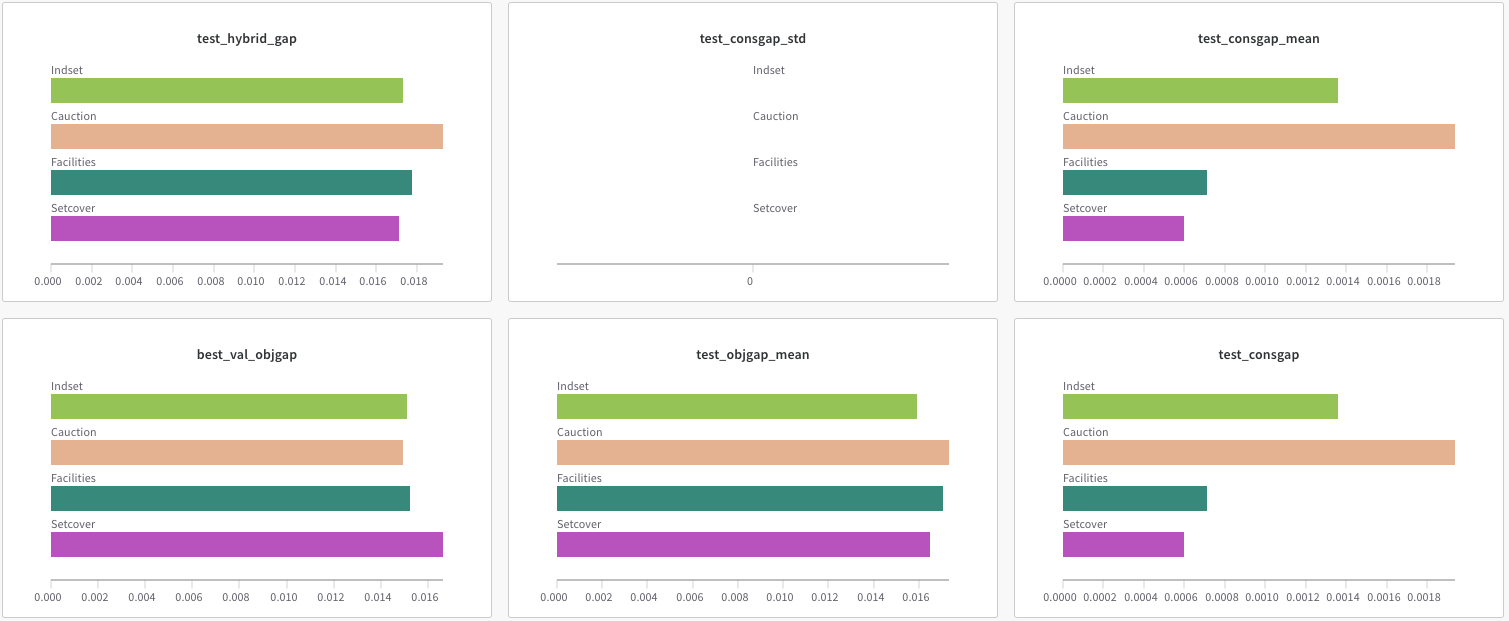 test_hybrid_gap
Indset
Cauction
Facilities
Setcover
0.000 0.002 0.004 0.006 0.008 0.010 0.012 0.014 0.016 0.018
test_consgap_std
Indset
Cauction
Facilities
Setcover
0
test_consgap_mean
Indset
Cauction
Facilities
Setcover
0.0000 0.0002 0.0004 0.0006 0.0008 0.0010 0.0012 0.0014 0.0016 0.0018
best_val_objgap
Indset
Cauction
Facilities
Setcover
0.000 0.002 0.004 0.006 0.008 0.010 0.012 0.014 0.016
test_objgap_mean
Indset
Cauction
Facilities
Setcover
0.000 0.002 0.004 0.006 0.008 0.010 0.012 0.014 0.016
test_consgap
Indset
Cauction
Facilities
Setcover
0.0000 0.0002 0.0004 0.0006 0.0008 0.0010 0.0012 0.0014 0.0016 0.0018